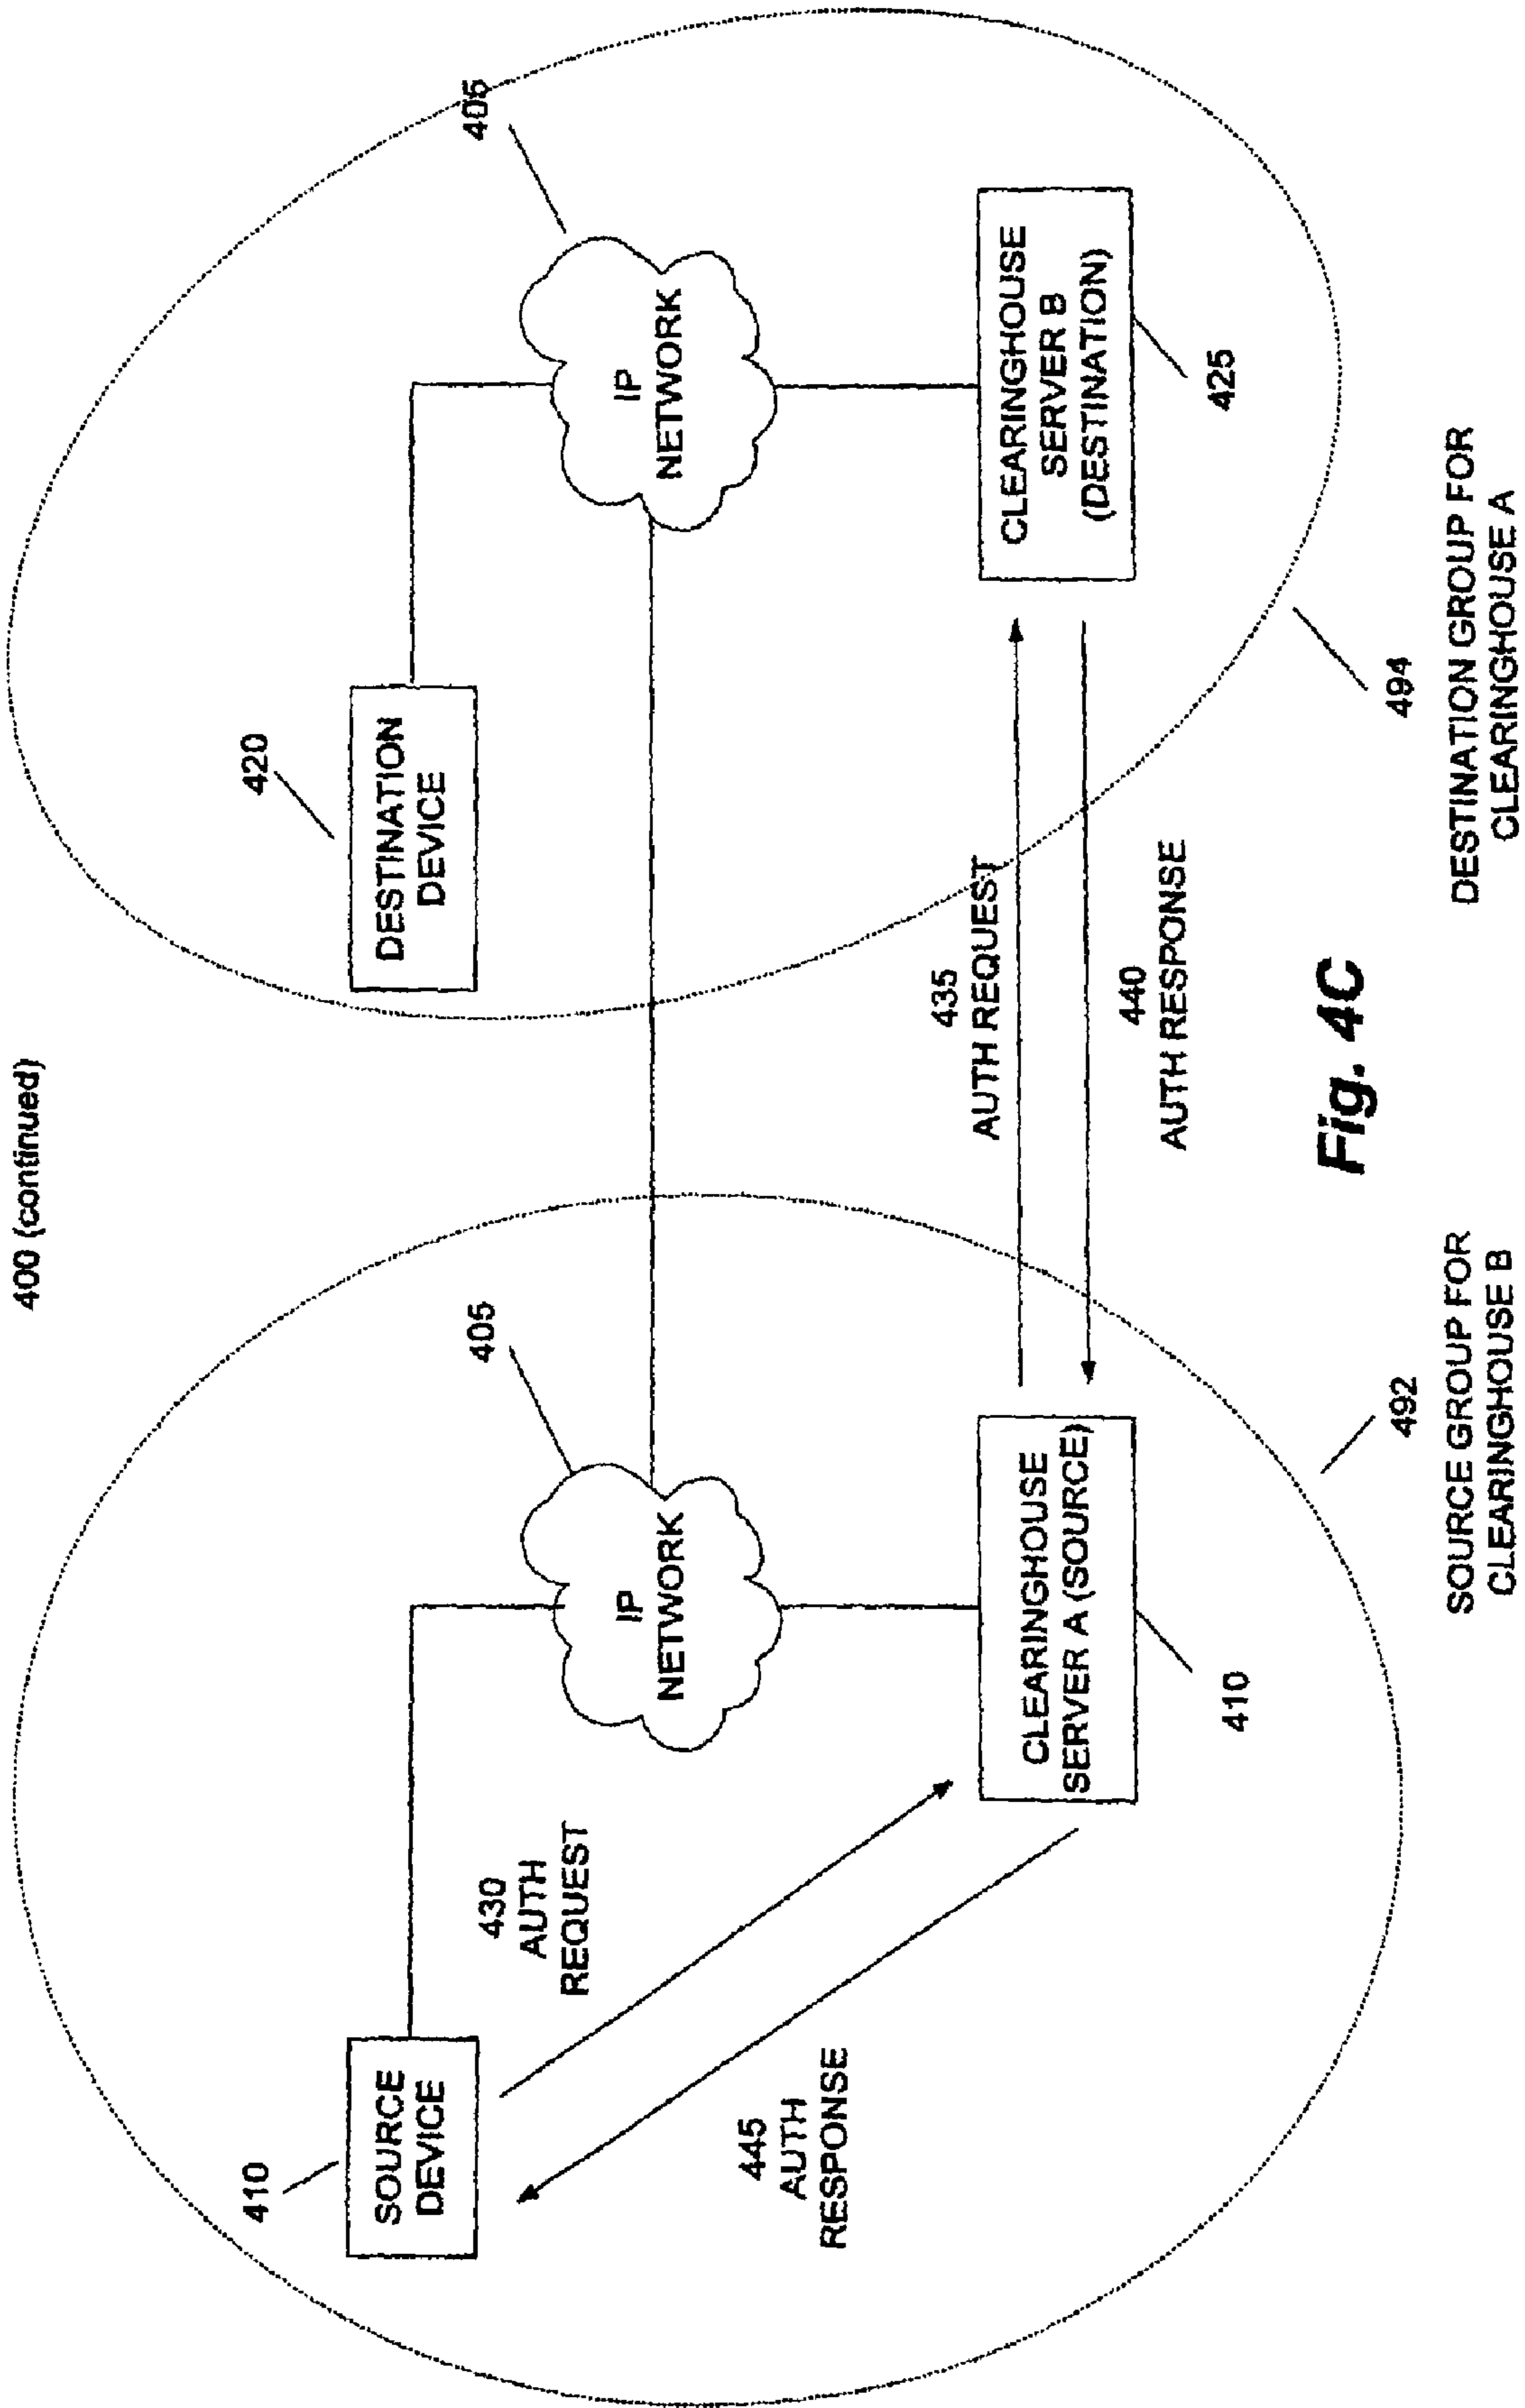 400 (continued)
410
SOURCE
DEVICE
430
AUTH
REQUEST
445
AUTH
RESPONSE
405
IP
NETWORK
CLEARINGHOUSE
SERVER A (SOURCE)
410
492
SOURCE GROUP FOR
CLEARINGHOUSE B
420
DESTINATION
DEVICE
405
IP
NETWORK
435
AUTH REQUEST
440
AUTH RESPONSE
CLEARINGHOUSE
SERVER B
(DESTINATION)
425
494
DESTINATION GROUP FOR
CLEARINGHOUSE A
Fig. 4C